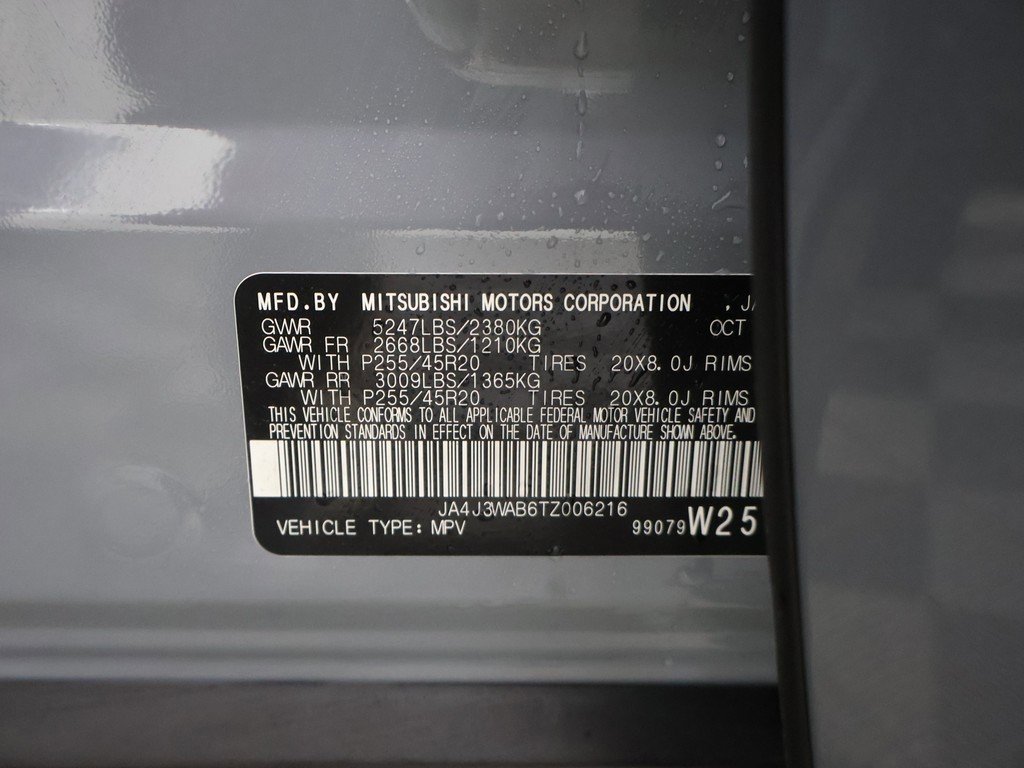 MFD.BY MITSUBISHI MOTORS CORPORATION
GWR 5247LBS/2380KG OCT
GAWR FR 2668LBS/1210KG
WITH P255/45R20 TIRES 20X8.0J RIMS
GAWR RR 3009LBS/1365KG
WITH P255/45R20 TIRES 20X8.0J RIMS
THIS VEHICLE CONFORMS TO ALL APPLICABLE FEDERAL MOTOR VEHICLE SAFETY AND
PREVENTION STANDARDS IN EFFECT ON THE DATE OF MANUFACTURE SHOWN ABOVE.
JA4J3WAB6TZ006216
VEHICLE TYPE: MPV 99079 W25